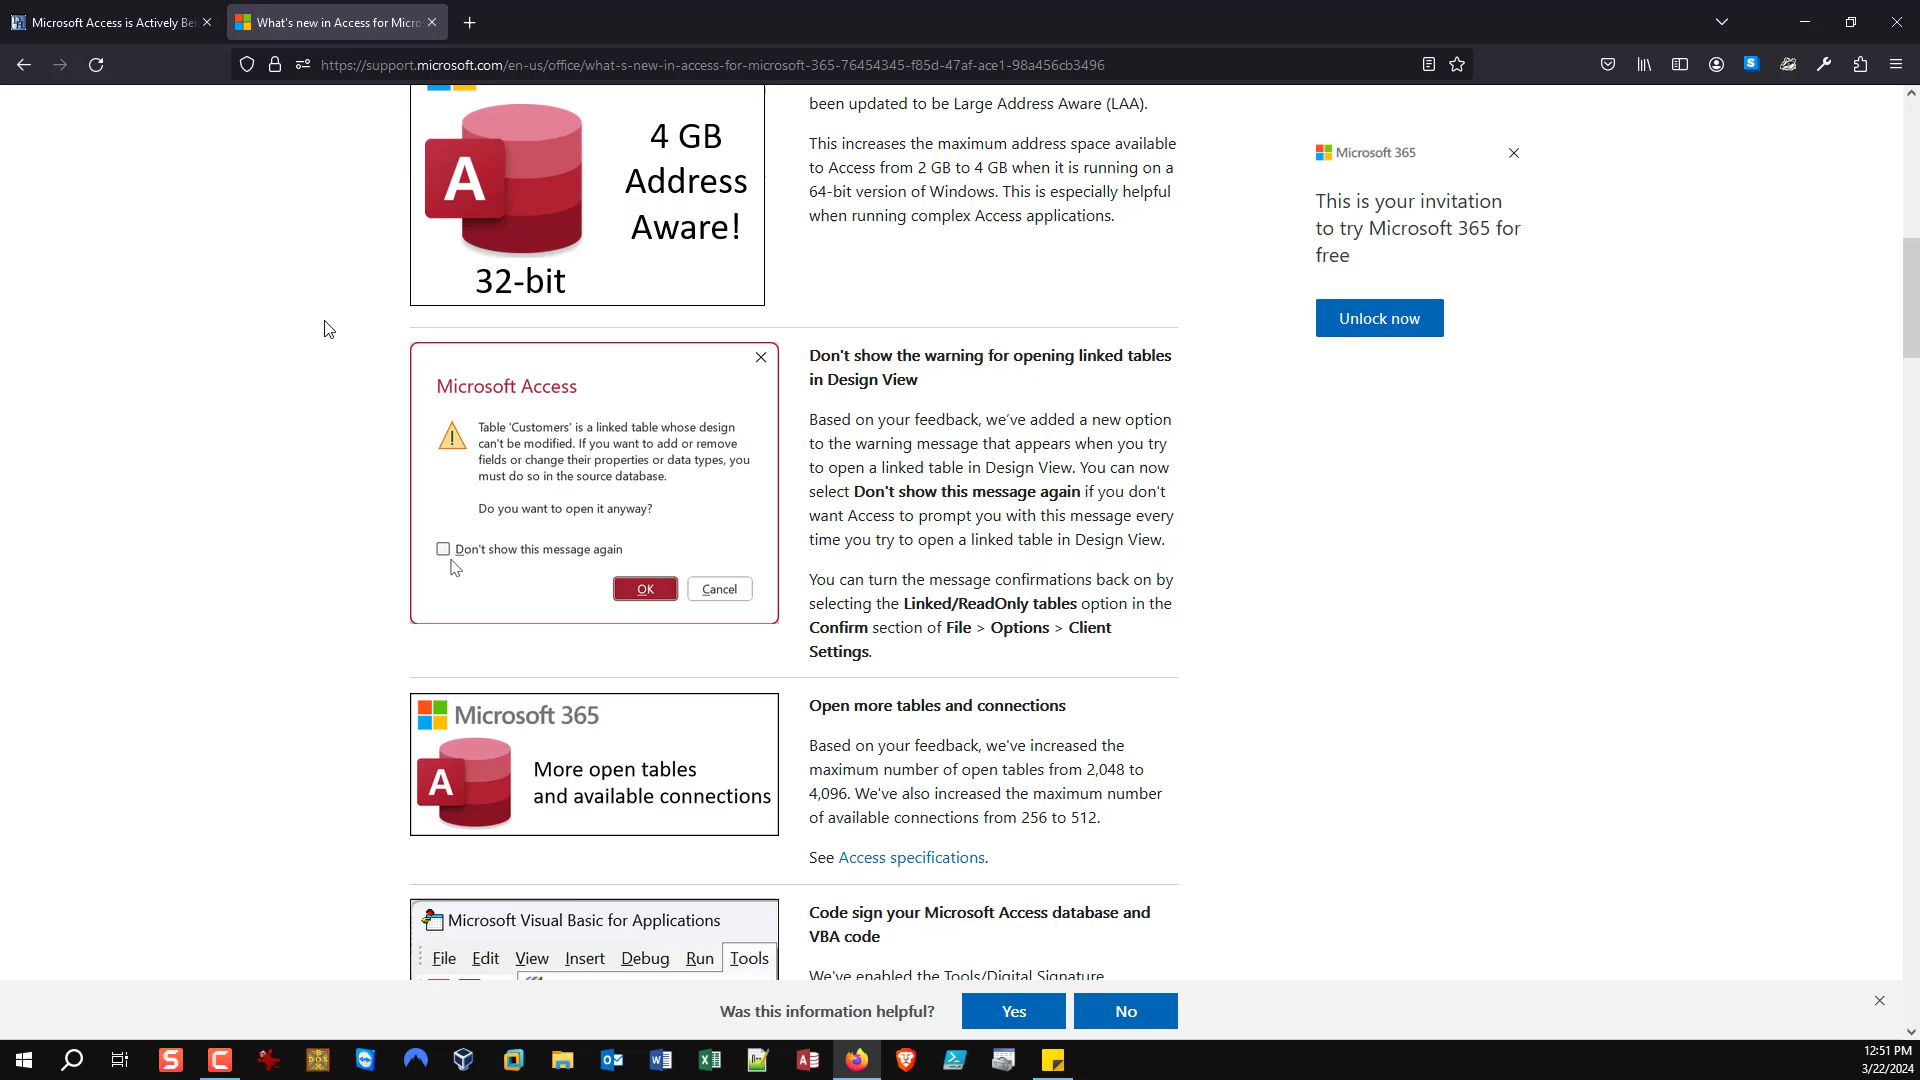 Microsoft Access is Actively Bei
What's new in Access for Micro
https://support.microsoft.com/en-us/office/what-s-new-in-access-for-microsoft-365-76454345-f85d-47af-ace1-98a456cb3496
4 GB
Address
Aware!
A
32-bit
been updated to be Large Address Aware (LAA).
This increases the maximum address space available
to Access from 2 GB to 4 GB when it is running on a
64-bit version of Windows. This is especially helpful
when running complex Access applications.
Microsoft 365
This is your invitation
to try Microsoft 365 for
free
Unlock now
Microsoft Access
Table 'Customers' is a linked table whose design
can't be modified. If you want to add or remove
fields or change their properties or data types, you
must do so in the source database.
Do you want to open it anyway?
Don't show this message again
OK
Cancel
Don't show the warning for opening linked tables
in Design View
Based on your feedback, we've added a new option
to the warning message that appears when you try
to open a linked table in Design View. You can now
select Don't show this message again if you don't
want Access to prompt you with this message every
time you try to open a linked table in Design View.
You can turn the message confirmations back on by
selecting the Linked/ReadOnly tables option in the
Confirm section of File > Options > Client
Settings.
Microsoft 365
A
More open tables
and available connections
Open more tables and connections
Based on your feedback, we've increased the
maximum number of open tables from 2,048 to
4,096. We've also increased the maximum number
of available connections from 256 to 512.
See Access specifications.
Microsoft Visual Basic for Applications
File Edit View Insert Debug Run Tools
Code sign your Microsoft Access database and
VBA code
We've enabled the Tools/Digital Signature
Was this information helpful?
Yes
No
12:51 PM
3/22/2024